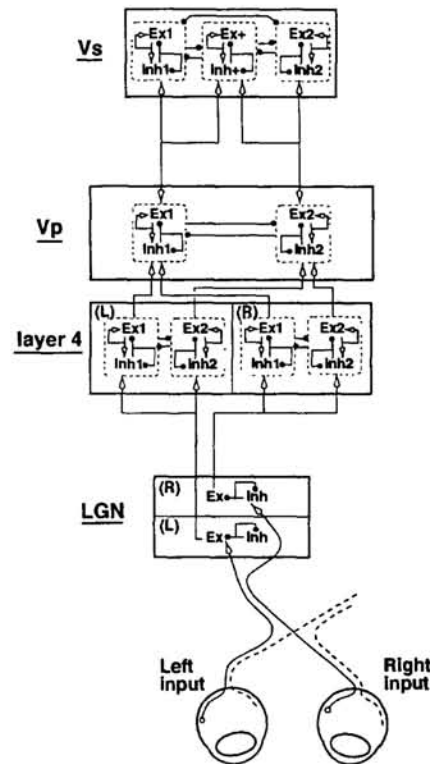 Vs
Ex1 Ex+ Ex2
Inh1 Inh+ Inh2
Vp
Ex1 Ex2
Inh1 Inh2
layer 4
(L) (R)
Ex1 Ex2 Ex1 Ex2
Inh1 Inh2 Inh1 Inh2
LGN
(R)
Ex Inh
(L)
Ex Inh
Left input
Right input